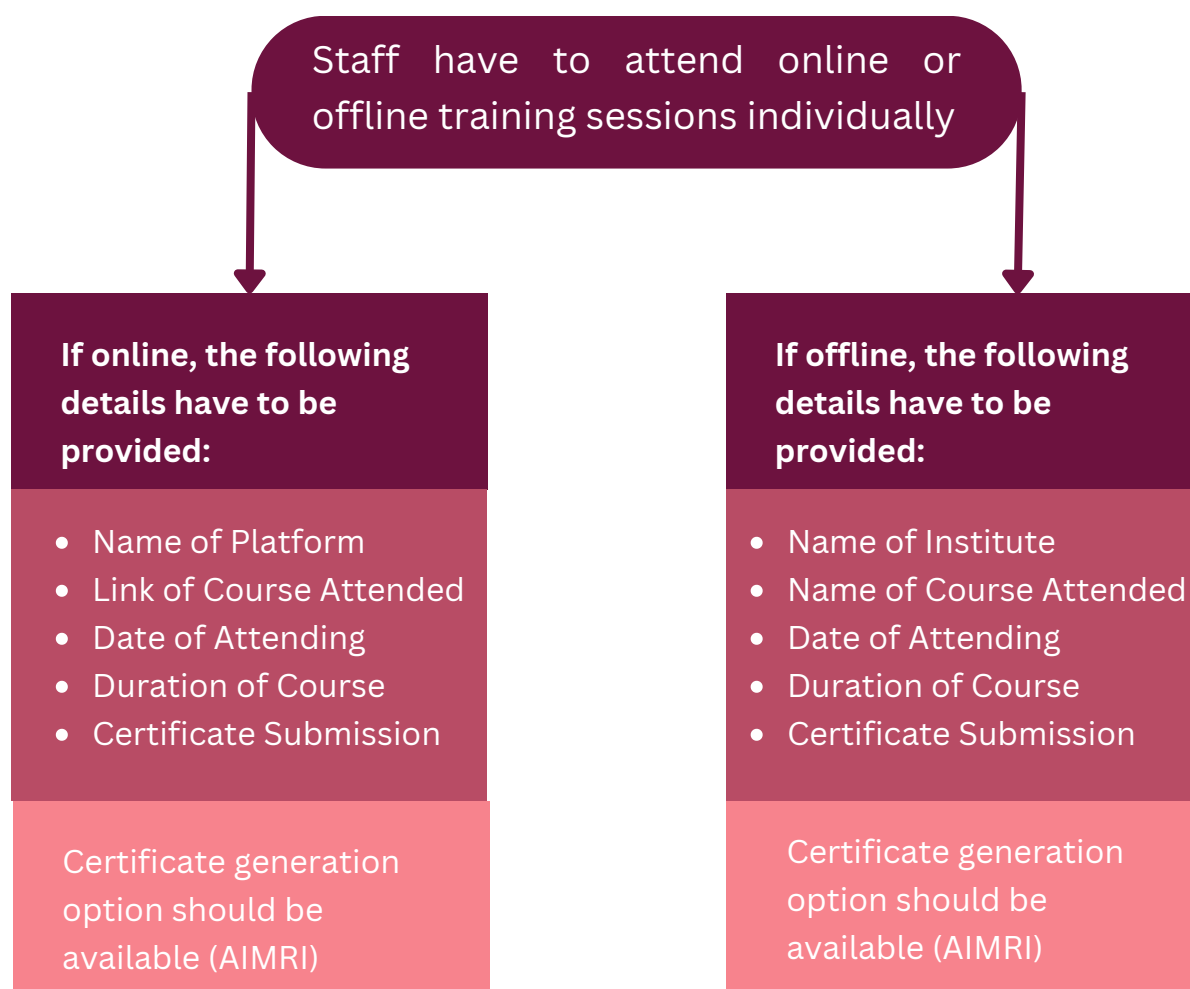 Staff have to attend online or
offline training sessions individually
If online, the following
details have to be
provided:
Name of Platform
Link of Course Attended
Date of Attending
Duration of Course
Certificate Submission
Certificate generation
option should be
available (AIMRI)
If offline, the following
details have to be
provided:
Name of Institute
Name of Course Attended
Date of Attending
Duration of Course
Certificate Submission
Certificate generation
option should be
available (AIMRI)